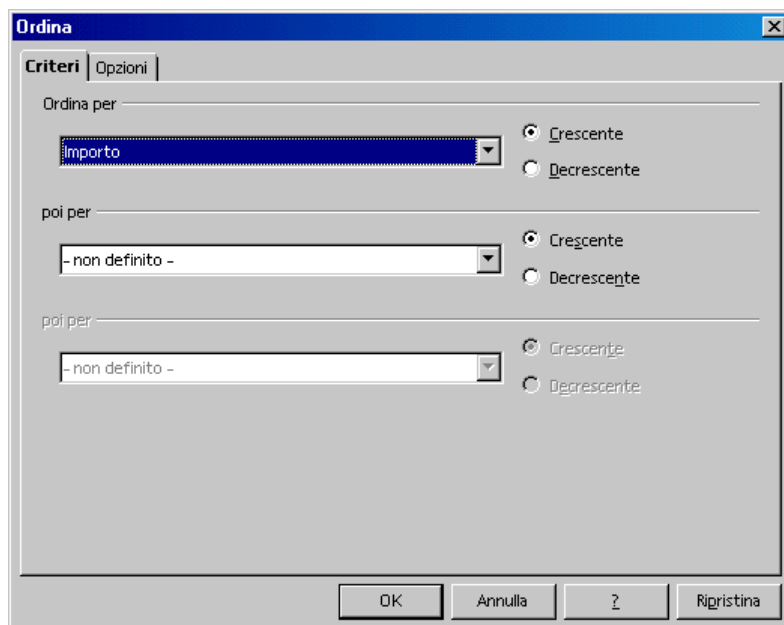 Ordina
Criteri Opzioni
Ordina per
Importo
Crescente
Decrescente
poi per
- non definito -
Crescente
Decrescente
poi per
- non definito -
Crescente
Decrescente
OK Annulla ? Ripristina